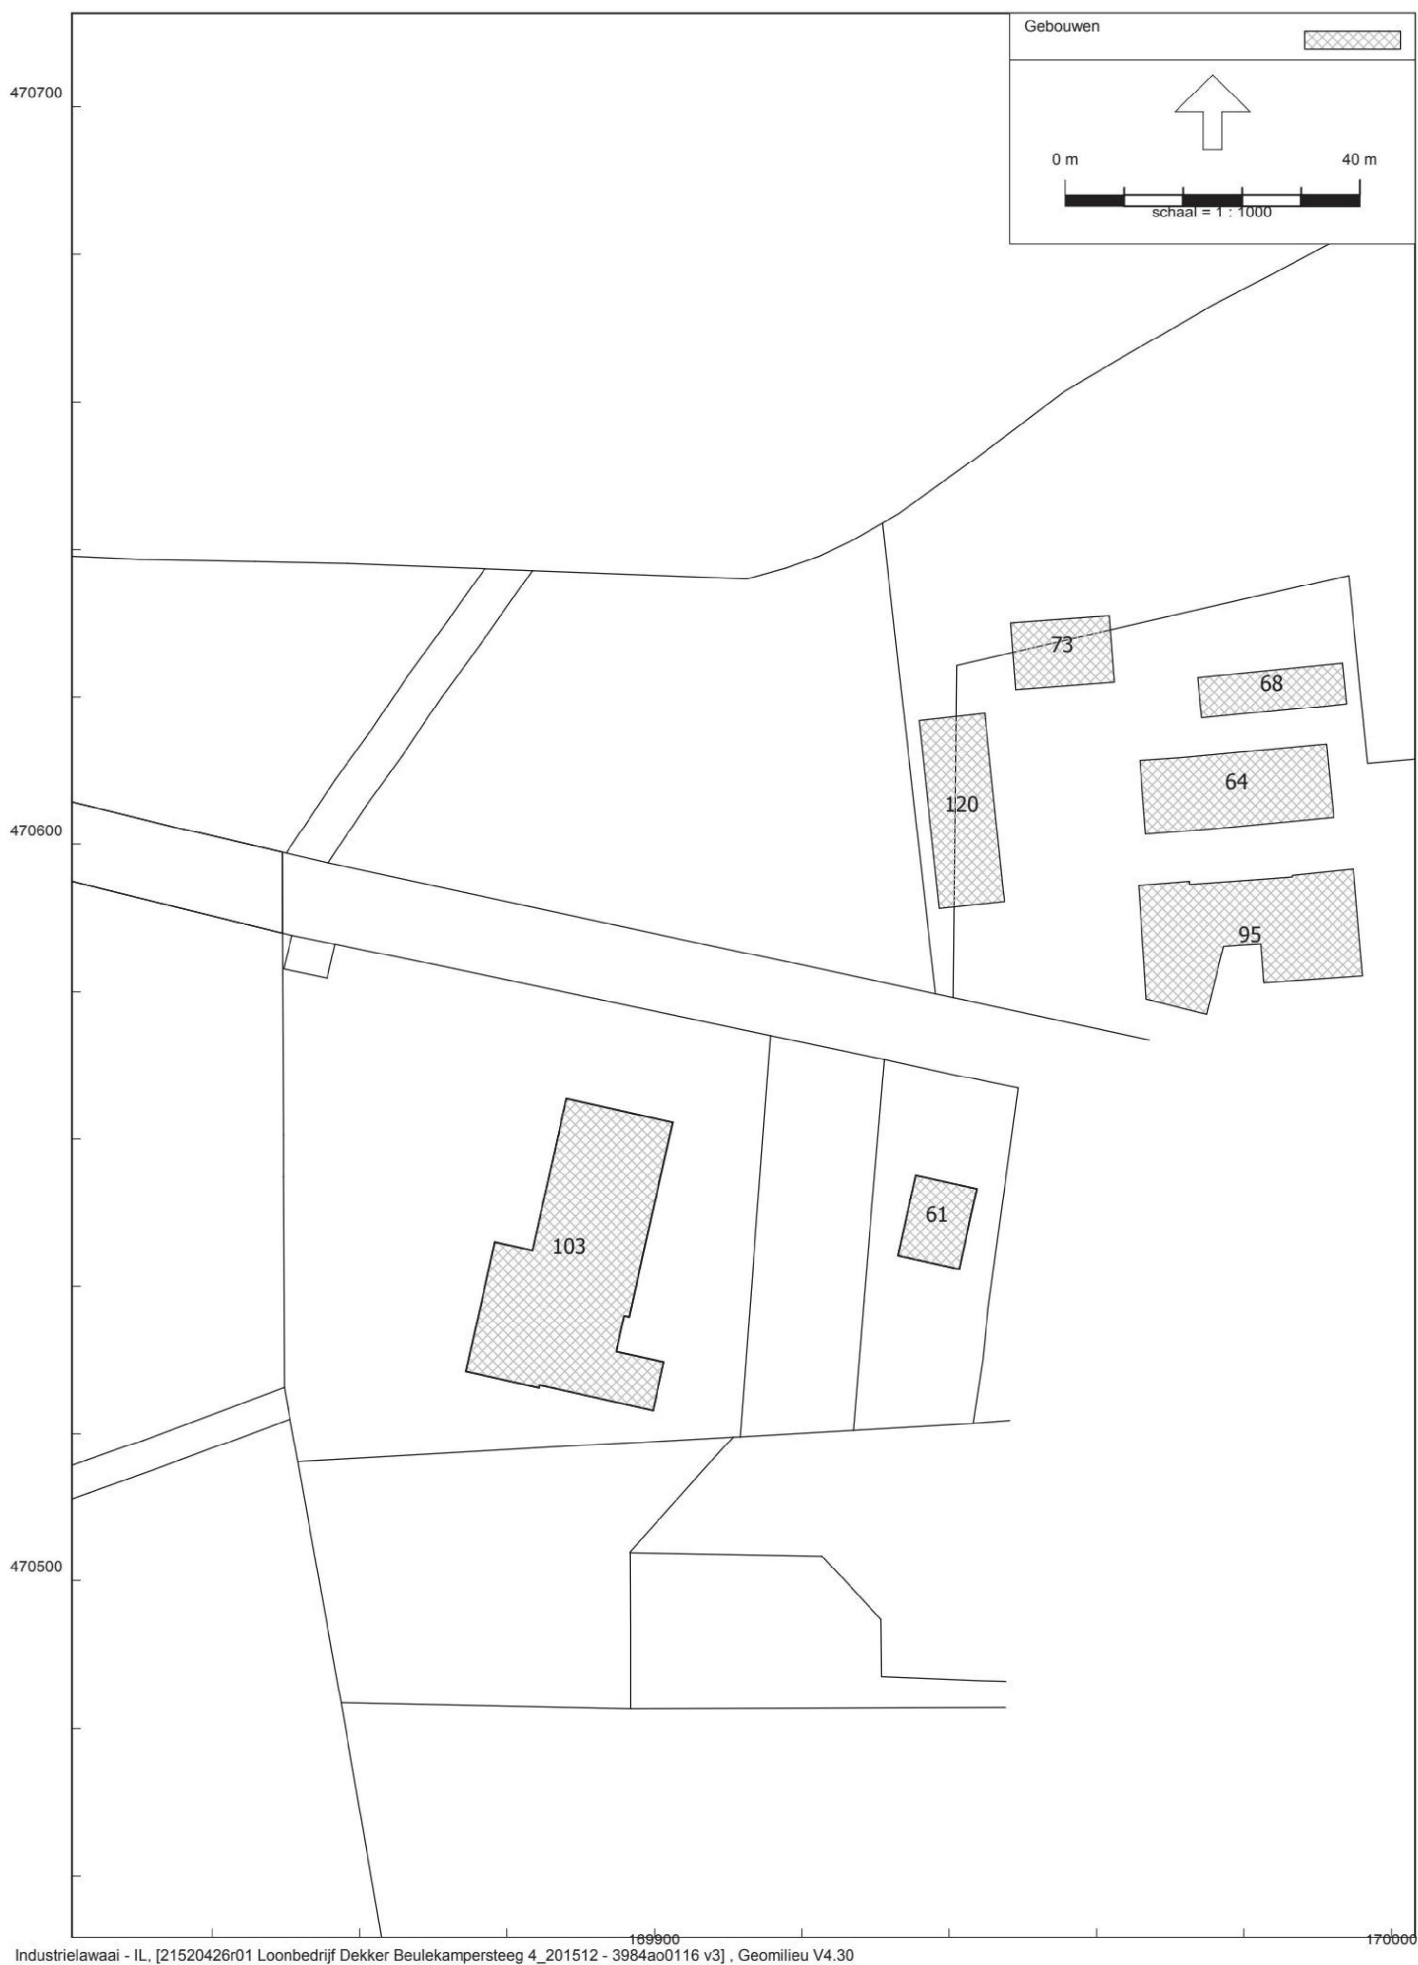 Gebouwen
470700
0 m 40 m
schaal = 1 : 1000
73
68
64
120
470600
95
61
103
470500
169900 170000
Industrielawaai - IL, [21520426r01 Loonbedrijf Dekker Beulekampersteeg 4_201512 - 3984ao0116 v3] , Geomilieu V4.30